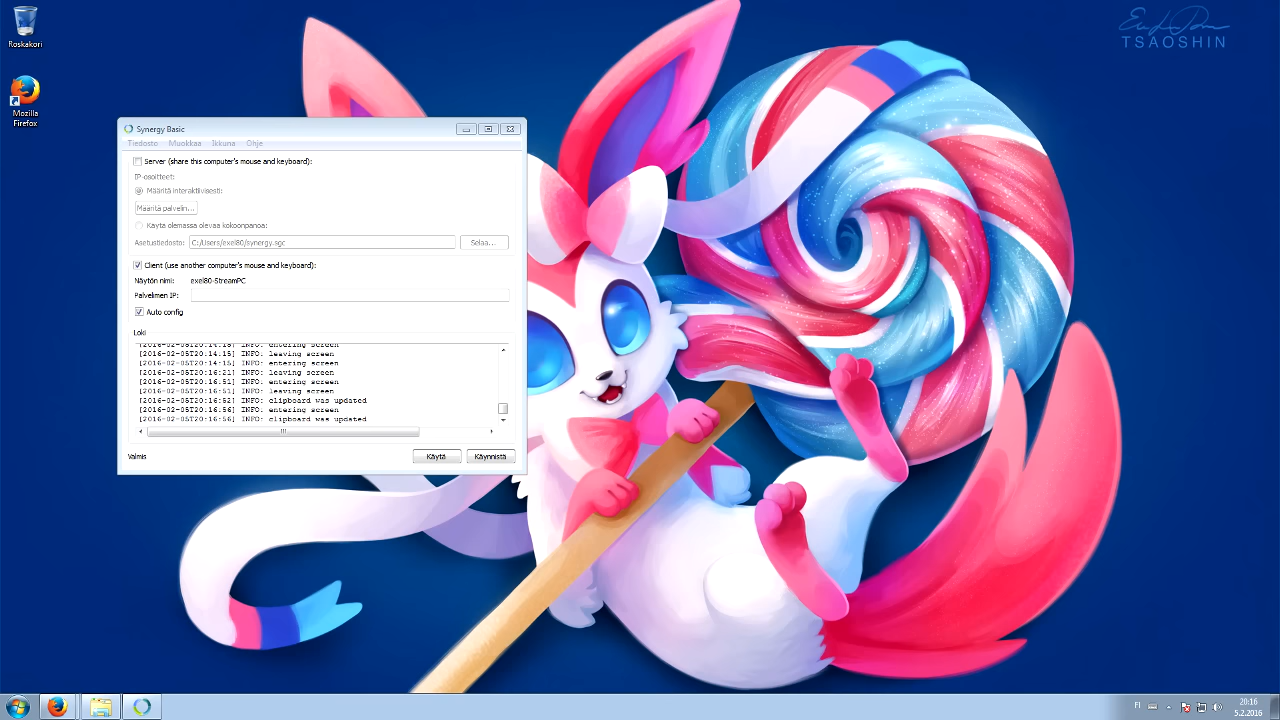 Roskakori
Mozilla
Firefox
TSAOSHIN
Synergy Basic
Tiedosto Muokkaa Ikkuna Ohje
Server (share this computer's mouse and keyboard):
IP-osoitteet:
Määritä interaktiivisesti:
Määritä palvelin...
Käytä olemassa olevaa kokoonpanoa:
Asetustiedosto: C:/Users/exel80/synergy.sgc Selaa...
Client (use another computer's mouse and keyboard):
Näytön nimi: exel80-StreamPC
Palvelimen IP:
Auto config
Loki
[2016-02-05T20:14:15] INFO: leaving screen
[2016-02-05T20:14:11] INFO: entering screen
[2016-02-05T20:16:21] INFO: leaving screen
[2016-02-05T20:16:51] INFO: entering screen
[2016-02-05T20:16:52] INFO: leaving screen
[2016-02-05T20:16:52] INFO: clipboard was updated
[2016-02-05T20:16:56] INFO: entering screen
[2016-02-05T20:16:56] INFO: clipboard was updated
Valmis Käytä Käynnistä
FI 20:16
5.2.2016